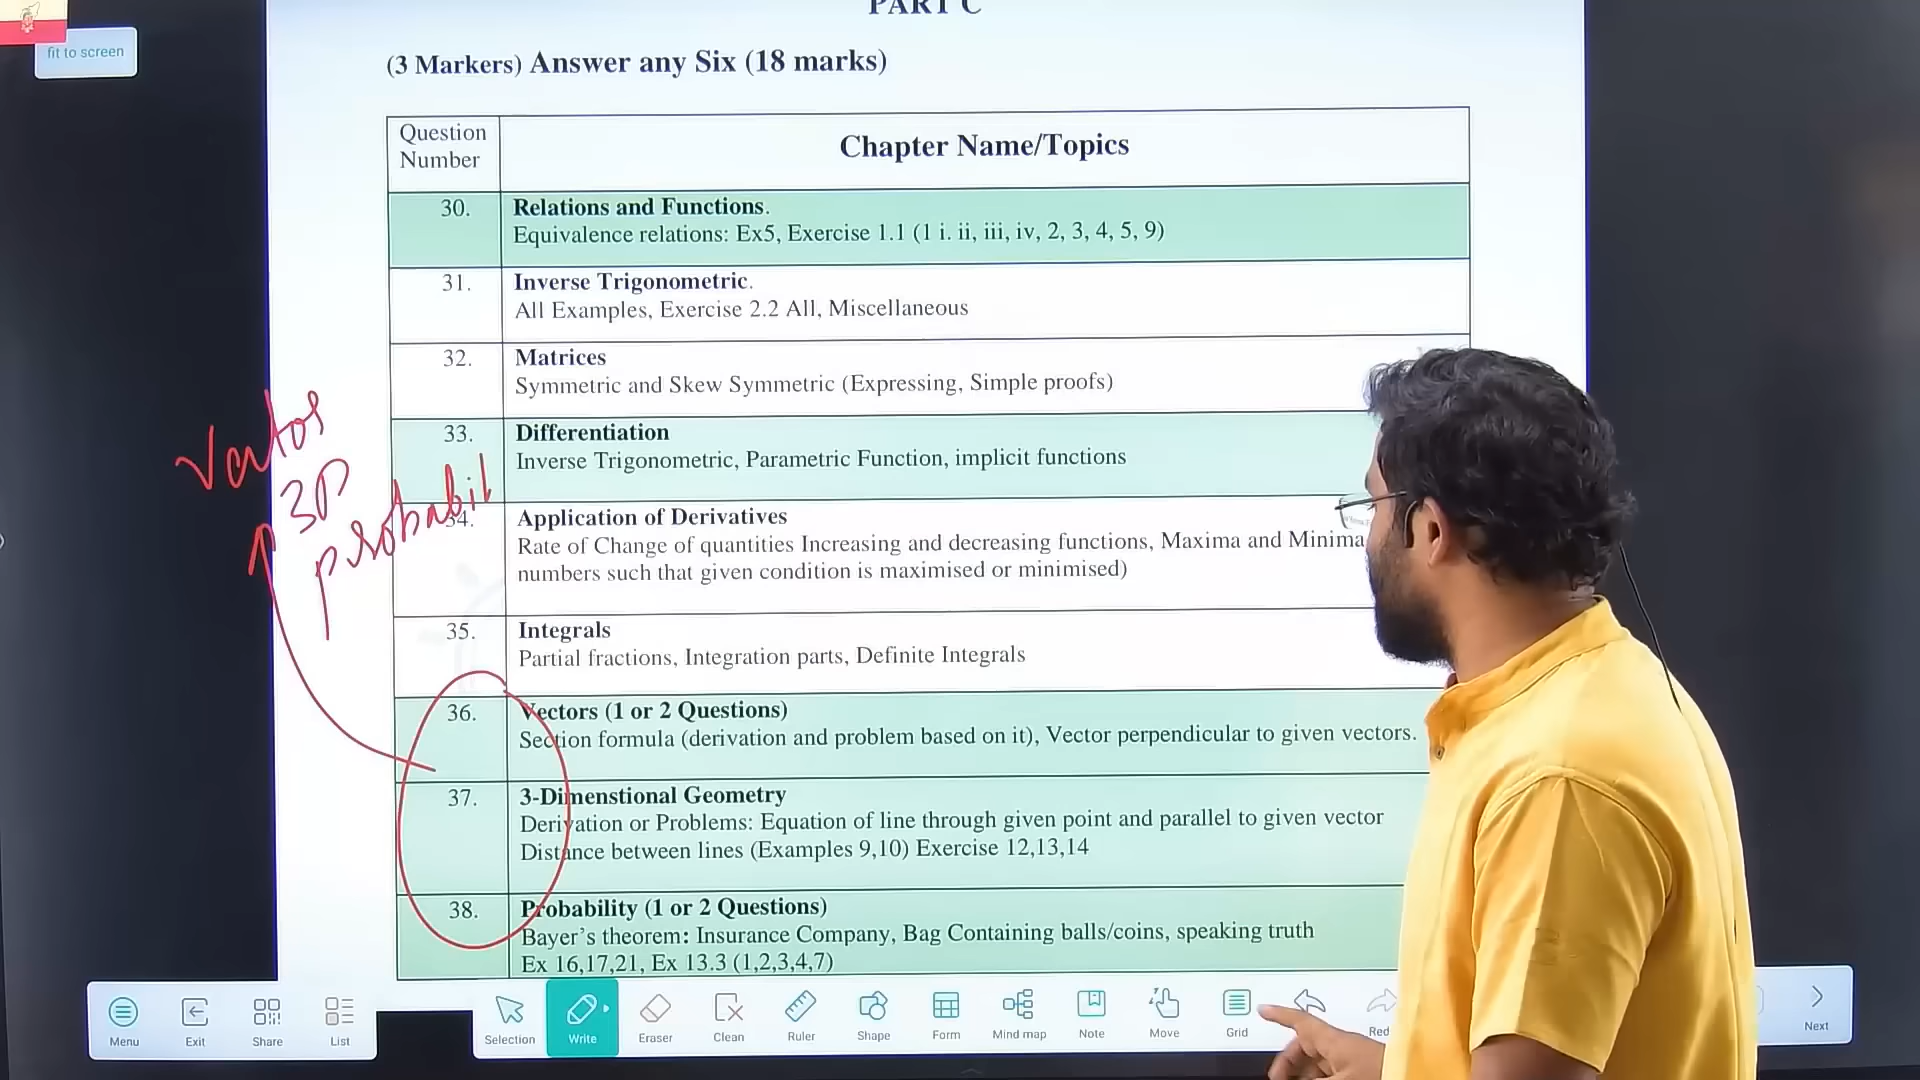 PART C
fit to screen
(3 Markers) Answer any Six (18 marks)
Question Number
Chapter Name/Topics
30.
Relations and Functions.
Equivalence relations: Ex5, Exercise 1.1 (1 i. ii, iii, iv, 2, 3, 4, 5, 9)
31.
Inverse Trigonometric.
All Examples, Exercise 2.2 All, Miscellaneous
32.
Matrices
Symmetric and Skew Symmetric (Expressing, Simple proofs)
33.
Differentiation
Inverse Trigonometric, Parametric Function, implicit functions
3D
probabil
34.
Application of Derivatives
Rate of Change of quantities Increasing and decreasing functions, Maxima and Minima
numbers such that given condition is maximised or minimised)
35.
Integrals
Partial fractions, Integration parts, Definite Integrals
36.
Vectors (1 or 2 Questions)
Section formula (derivation and problem based on it), Vector perpendicular to given vectors.
37.
3-Dimenstional Geometry
Derivation or Problems: Equation of line through given point and parallel to given vector
Distance between lines (Examples 9,10) Exercise 12,13,14
38.
Probability (1 or 2 Questions)
Bayer's theorem: Insurance Company, Bag Containing balls/coins, speaking truth
Ex 16,17,21, Ex 13.3 (1,2,3,4,7)
Menu Exit Share List Selection Write Eraser Clean Ruler Shape Form Mind map Note Move Grid Red Next